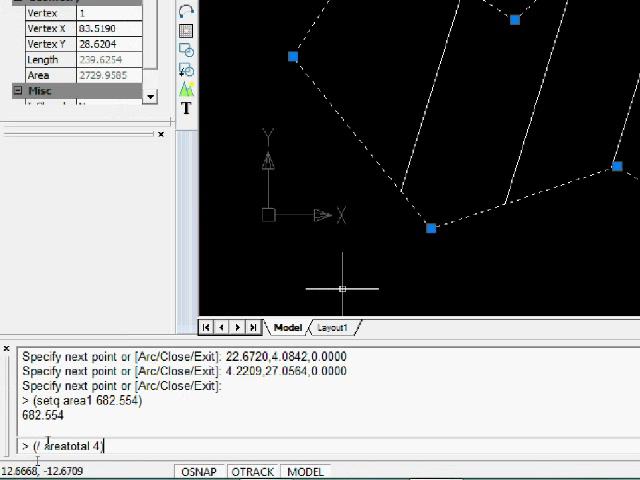 Vertex 1
Vertex X 83.5190
Vertex Y 28.6204
Length 239.6254
Area 2729.9585
Misc
T
Y
X
Model Layout1
Specify next point or [Arc/Close/Exit]: 22.6720,4.0842,0.0000
Specify next point or [Arc/Close/Exit]: 4.2209,27.0564,0.0000
Specify next point or [Arc/Close/Exit]:
> (setq area1 682.554)
682.554
> (/ areatotal 4)
12.6668, -12.6709 OSNAP OTRACK MODEL